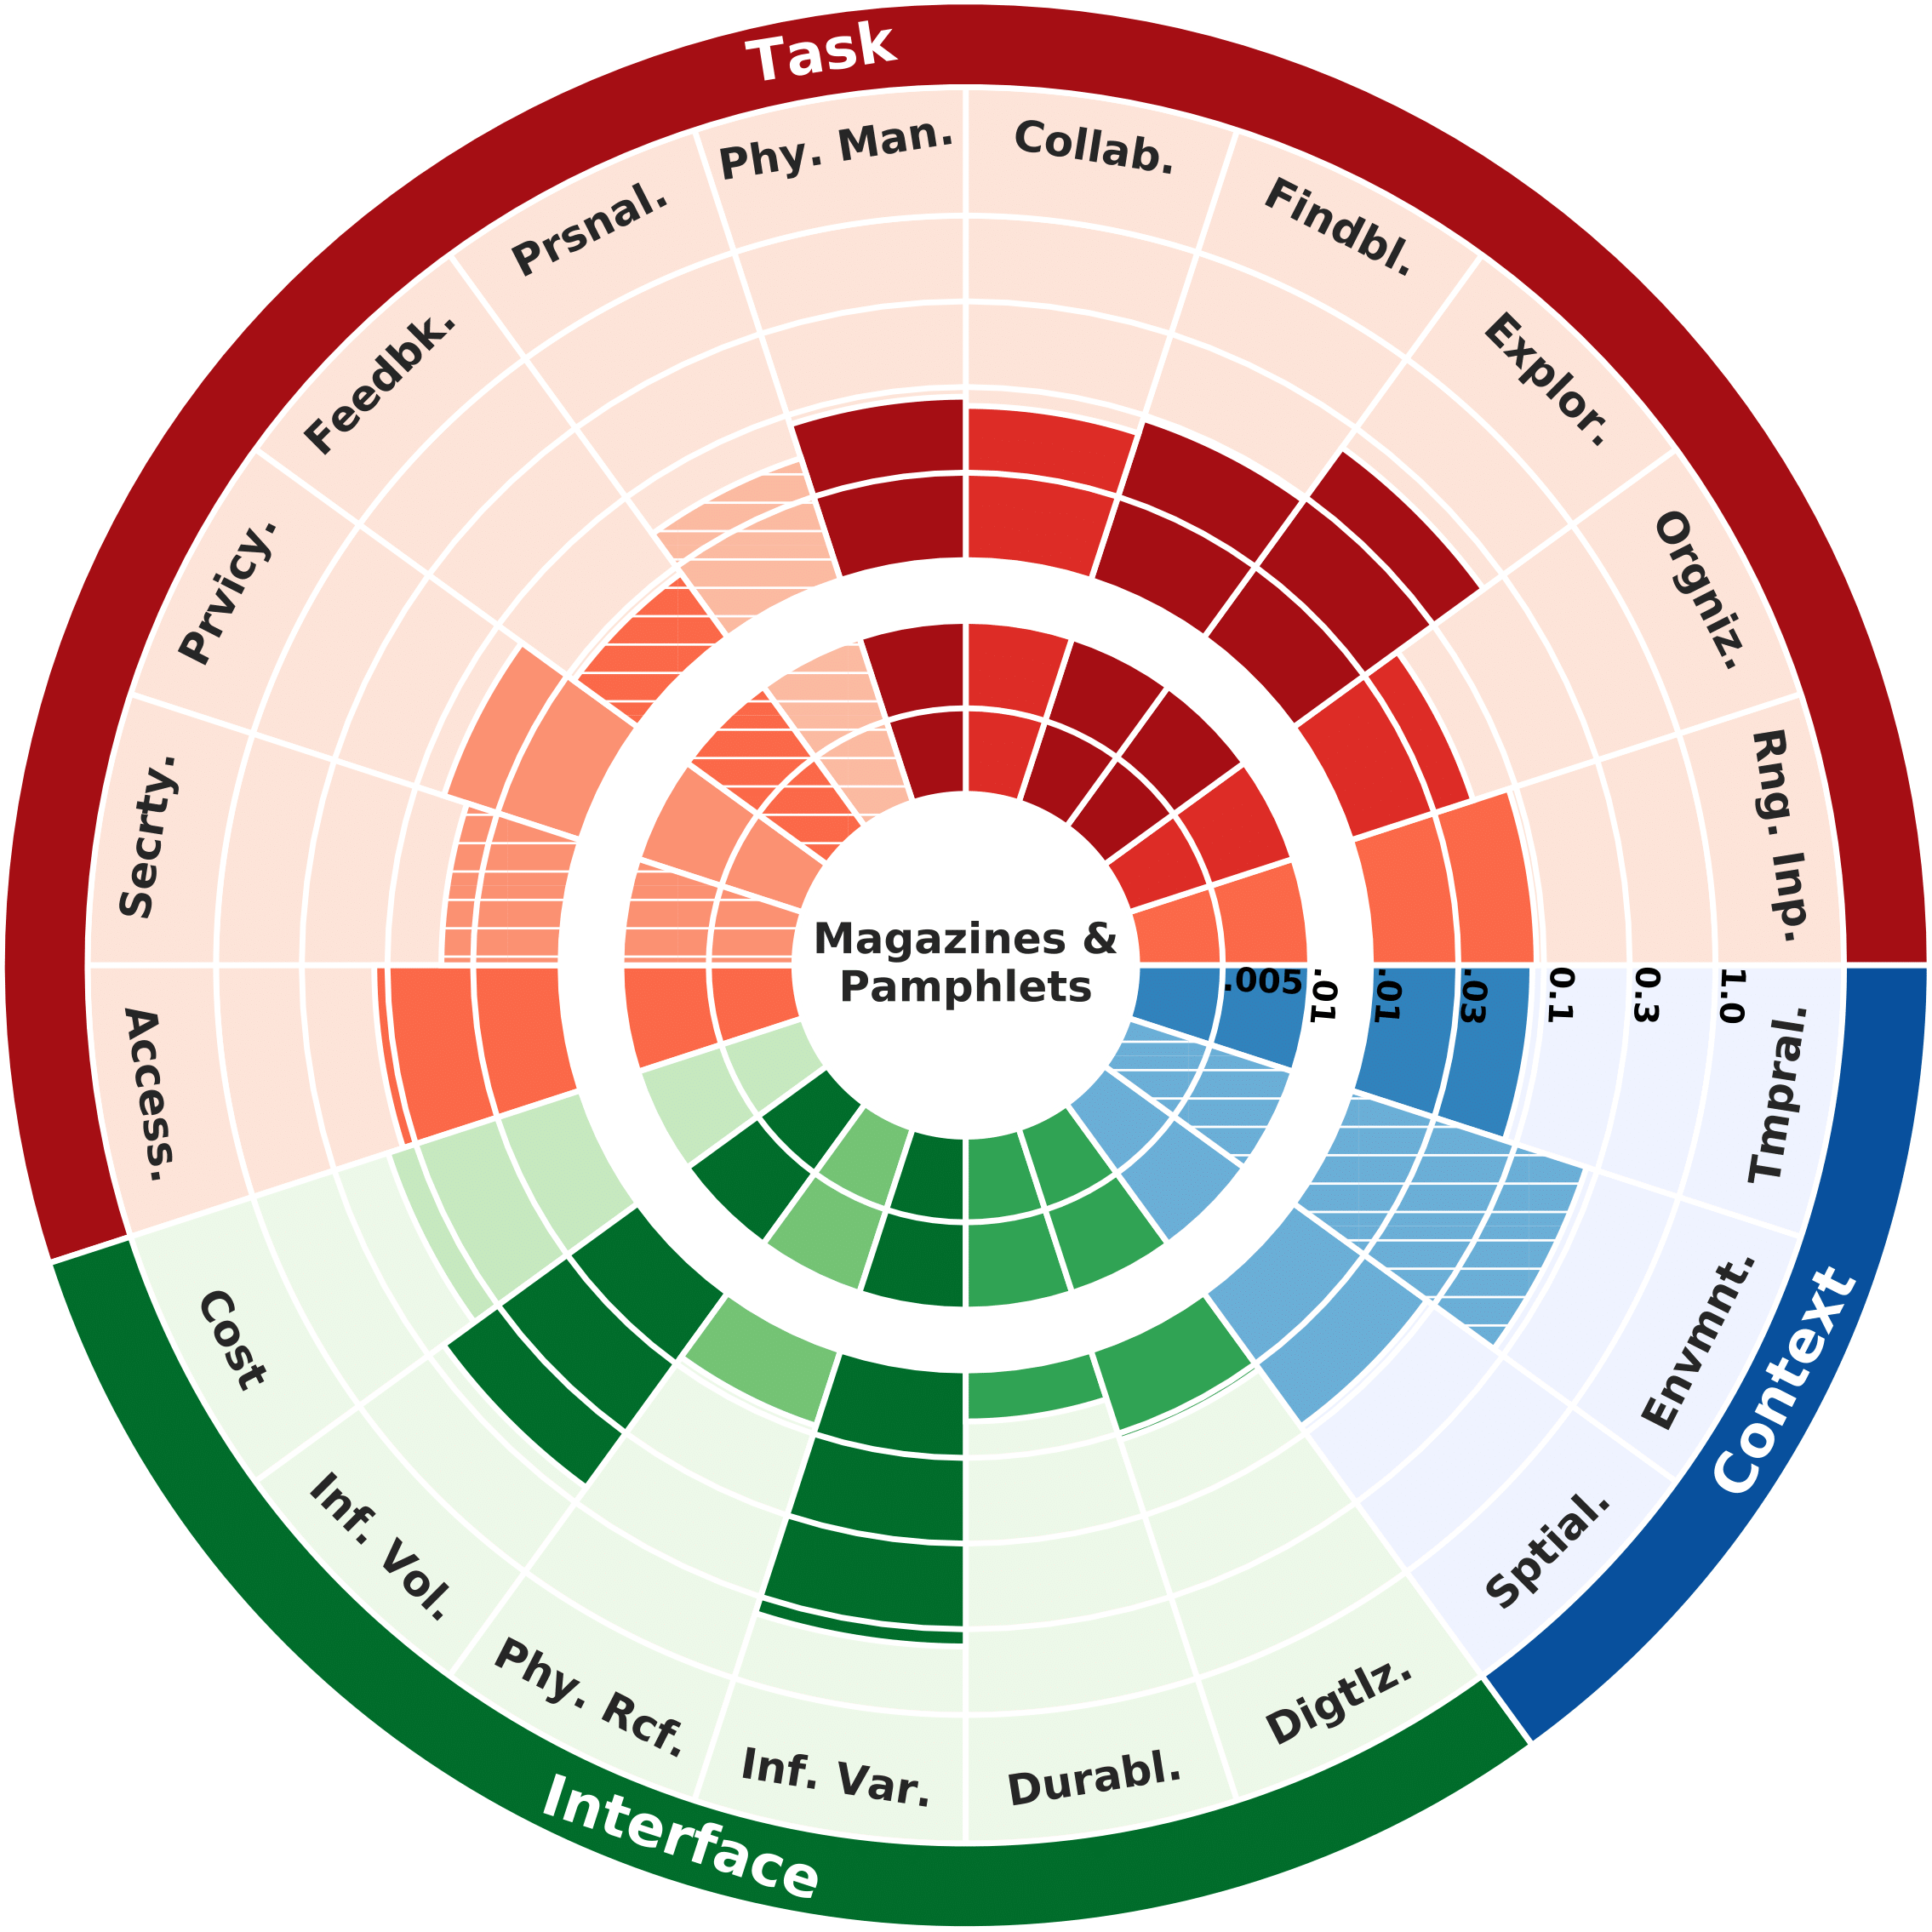 Task
Phy. Man.
Collab.
Prsnal.
Findbl.
Feedbk.
Explor.
Prvicy.
Orgniz.
Secrty.
Rng. Inp.
Magazines &
Pamphlets
.005
.01
.01
.03
0.1
0.3
1.0
Access.
Tmpral.
Cost
Envmnt.
Context
Inf. Vol.
Sptial.
Phy. Rcf.
Digtlz.
Inf. Var.
Durabl.
Interface